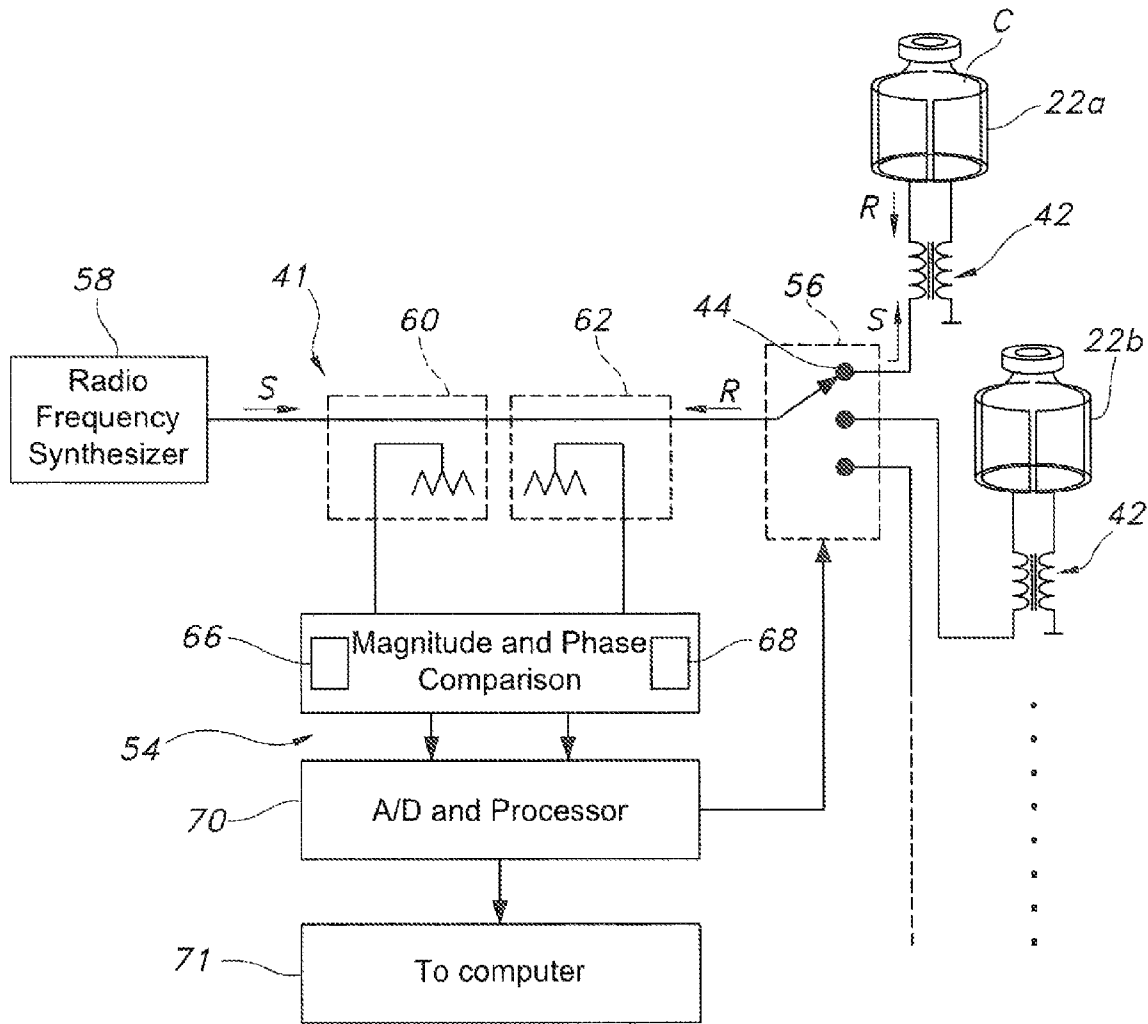 C
22a
R
42
58
41
60
62
56
44
S
22b
Radio
Frequency
Synthesizer
S
R
42
66
Magnitude and Phase
Comparison
68
54
70
A/D and Processor
71
To computer